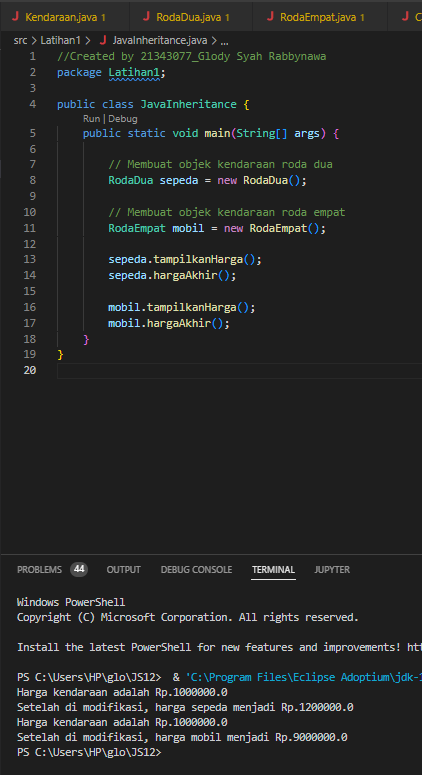 Kendaraan.java 1 RodaDua.java 1 RodaEmpat.java 1
src > Latihan1 > JavaInheritance.java > ...
1 //Created by 21343077_Glody Syah Rabbynawa
2 package Latihan1;
3
4 public class JavaInheritance {
Run | Debug
5 public static void main(String[] args) {
6
7 // Membuat objek kendaraan roda dua
8 RodaDua sepeda = new RodaDua();
9
10 // Membuat objek kendaraan roda empat
11 RodaEmpat mobil = new RodaEmpat();
12
13 sepeda.tampilkanHarga();
14 sepeda.hargaAkhir();
15
16 mobil.tampilkanHarga();
17 mobil.hargaAkhir();
18 }
19 }
20
PROBLEMS 44 OUTPUT DEBUG CONSOLE TERMINAL JUPYTER
Windows PowerShell
Copyright (C) Microsoft Corporation. All rights reserved.
Install the latest PowerShell for new features and improvements! htt
PS C:\Users\HP\glo\JS12> & 'C:\Program Files\Eclipse Adoptium\jdk-1
Harga kendaraan adalah Rp.1000000.0
Setelah di modifikasi, harga sepeda menjadi Rp.1200000.0
Harga kendaraan adalah Rp.1000000.0
Setelah di modifikasi, harga mobil menjadi Rp.9000000.0
PS C:\Users\HP\glo\JS12>